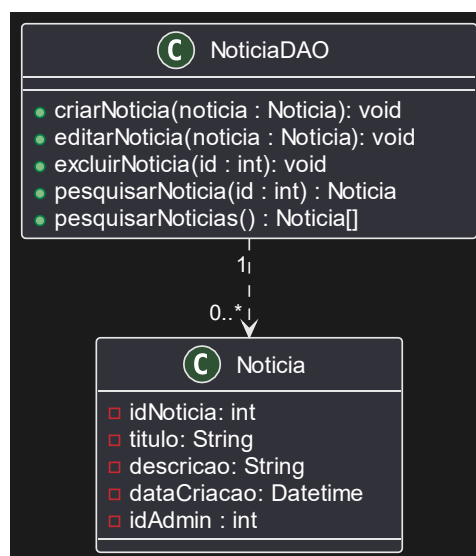 C NoticiaDAO
criarNoticia(noticia : Noticia): void
editarNoticia(noticia : Noticia): void
excluirNoticia(id : int): void
pesquisarNoticia(id : int) : Noticia
pesquisarNoticias() : Noticia[]
1
0..*
C Noticia
idNoticia: int
titulo: String
descricao: String
dataCriacao: Datetime
idAdmin : int